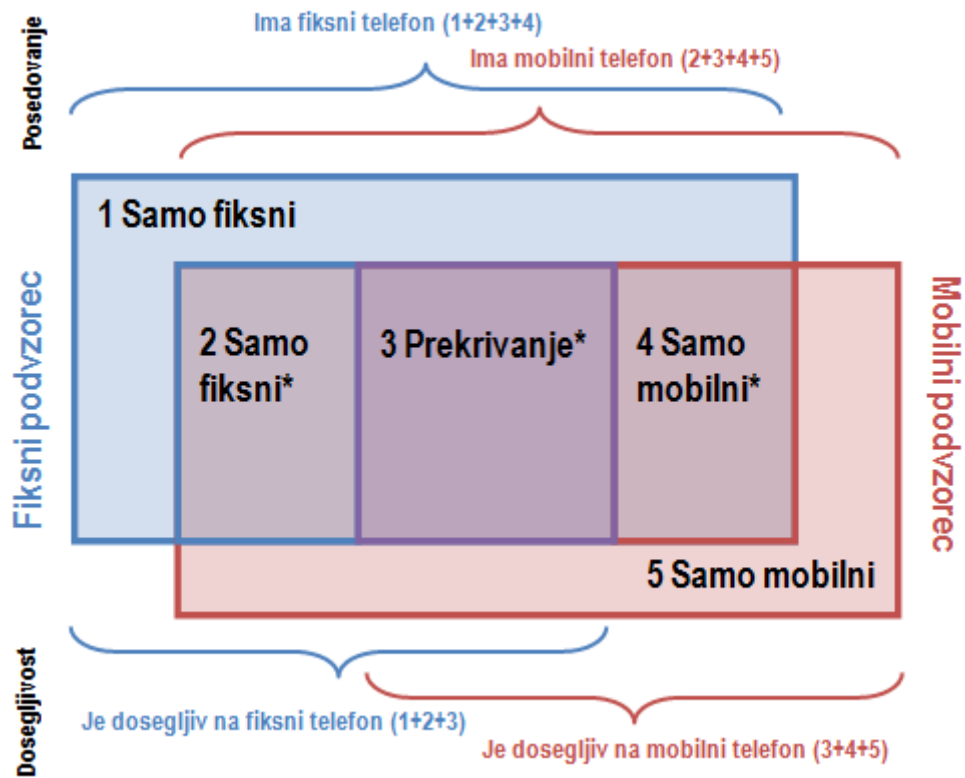 Posedovanje
Ima fiksni telefon (1+2+3+4)
Ima mobilni telefon (2+3+4+5)
Fiksni podvzorec
1 Samo fiksni
2 Samo
fiksni*
3 Prekrivanje*
4 Samo
mobilni*
5 Samo mobilni
Mobilni podvzorec
Dosegljivost
Je dosegljiv na fiksni telefon (1+2+3)
Je dosegljiv na mobilni telefon (3+4+5)